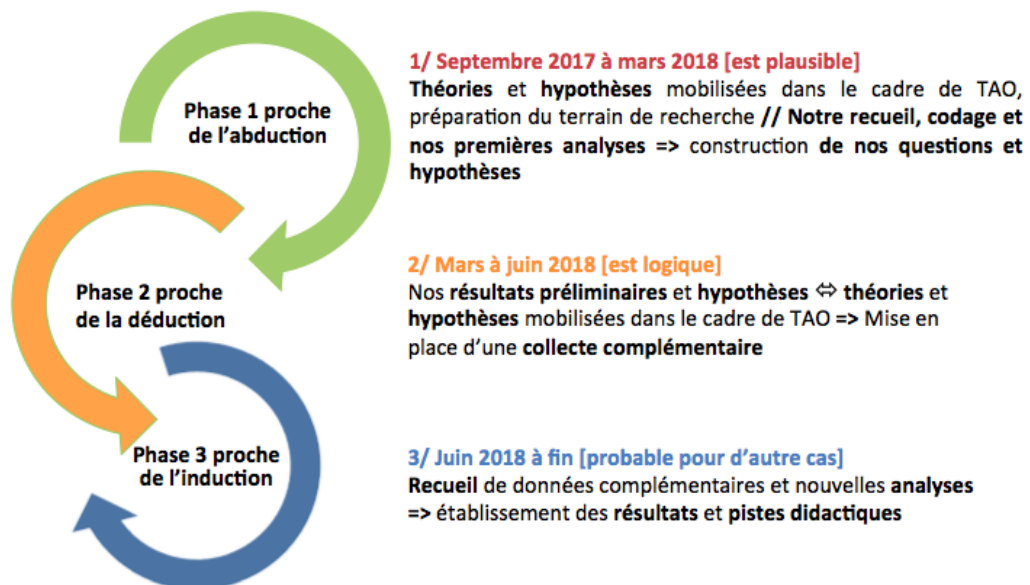 Phase 1 proche
de l'abduction
1/ Septembre 2017 à mars 2018 [est plausible]
Théories et hypothèses mobilisées dans le cadre de TAO,
préparation du terrain de recherche // Notre recueil, codage et
nos premières analyses => construction de nos questions et
hypothèses
Phase 2 proche
de la déduction
2/ Mars à juin 2018 [est logique]
Nos résultats préliminaires et hypothèses ⇔ théories et
hypothèses mobilisées dans le cadre de TAO => Mise en
place d'une collecte complémentaire
Phase 3 proche
de l'induction
3/ Juin 2018 à fin [probable pour d'autre cas]
Recueil de données complémentaires et nouvelles analyses
=> établissement des résultats et pistes didactiques